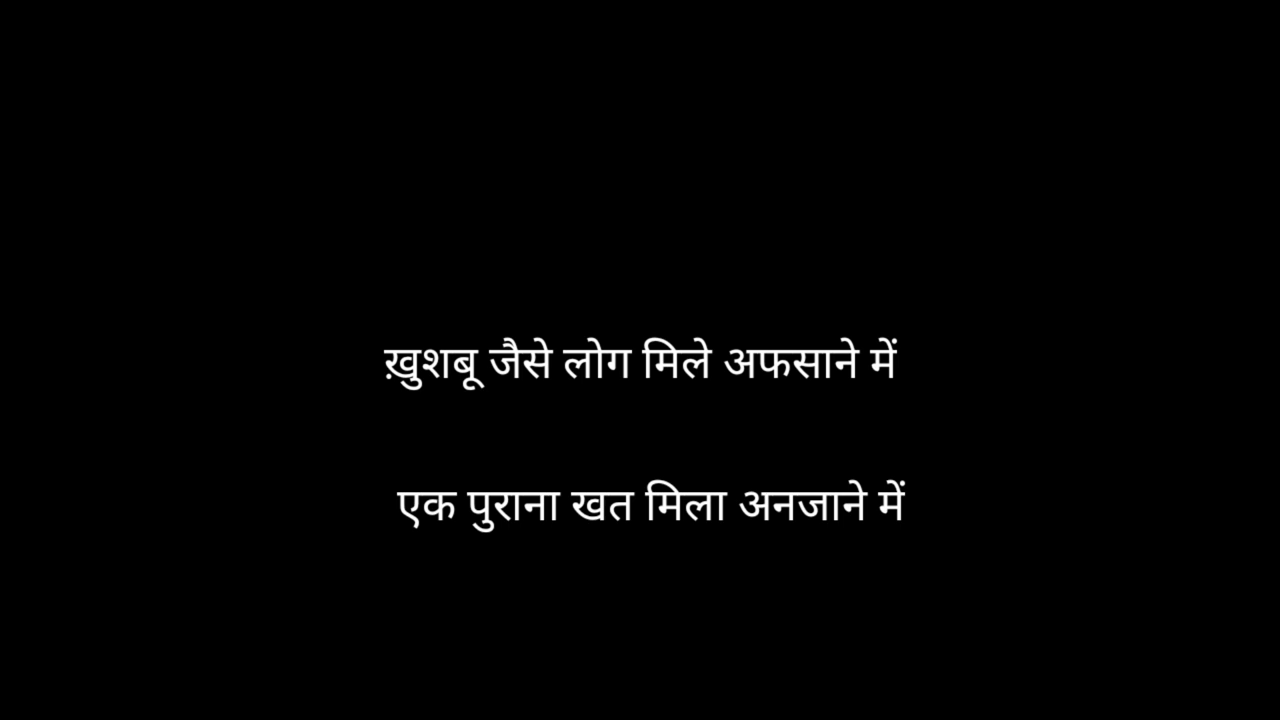 ख़ुशबू जैसे लोग मिले अफसाने में
एक पुराना खत मिला अनजाने में